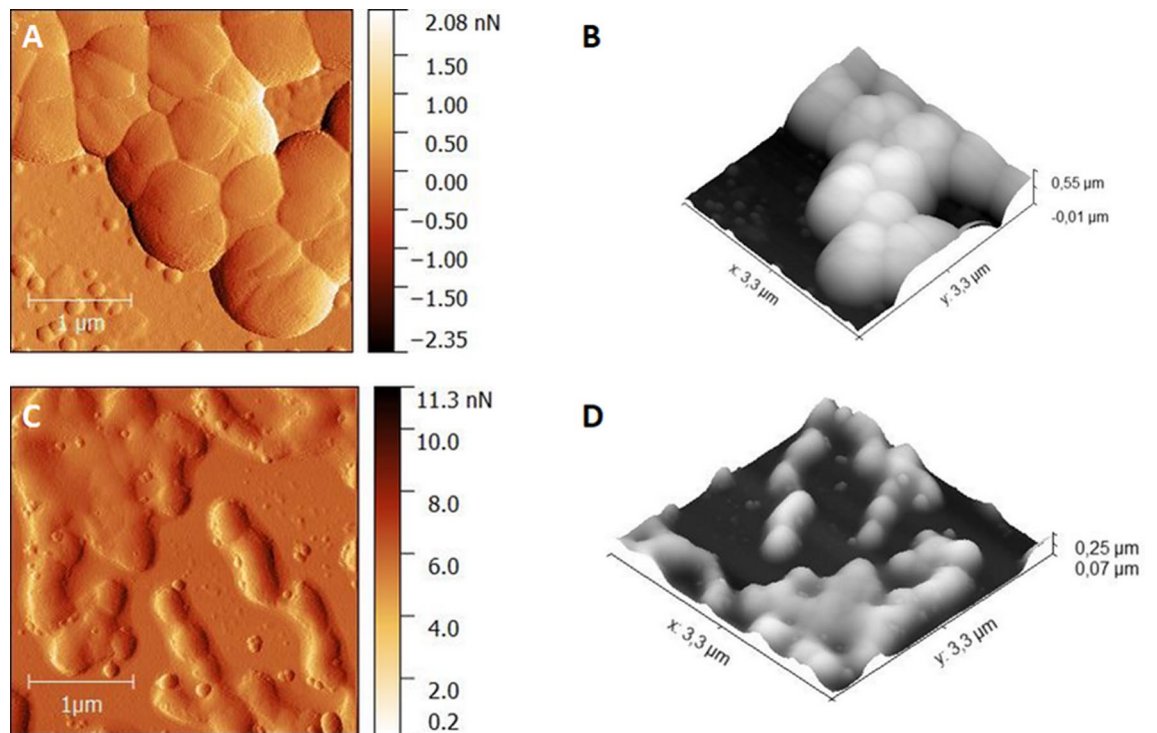 A
2.08 nN
1.50
1.00
0.50
0.00
−0.50
−1.00
−1.50
−2.35
1 µm
B
0,55 µm
-0,01 µm
x: 3,3 µm
y: 3,3 µm
C
11.3 nN
10.0
8.0
6.0
4.0
2.0
0.2
1µm
D
0,25 µm
0,07 µm
x: 3,3 µm
y: 3,3 µm